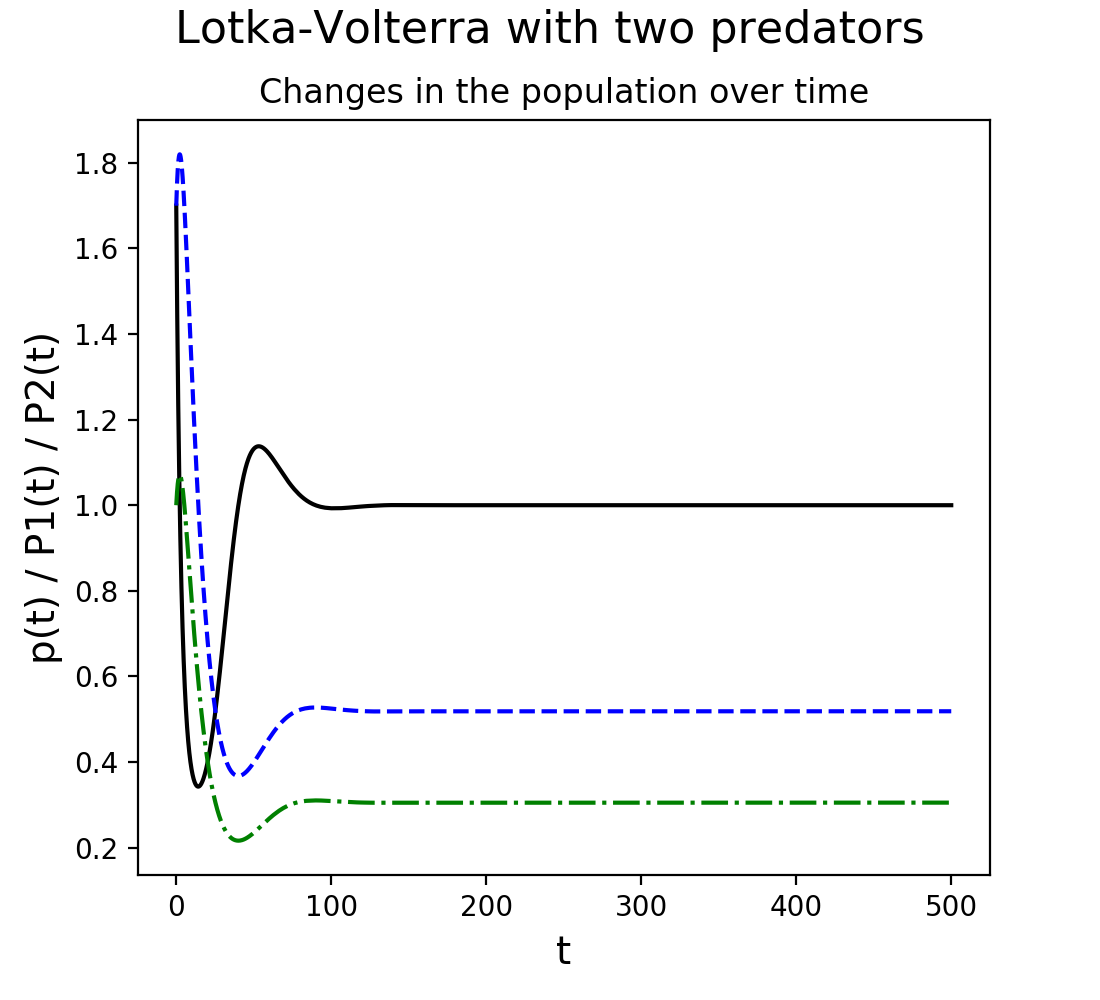 Lotka-Volterra with two predators
Changes in the population over time
p(t) / P1(t) / P2(t)
1.8
1.6
1.4
1.2
1.0
0.8
0.6
0.4
0.2
0 100 200 300 400 500
t